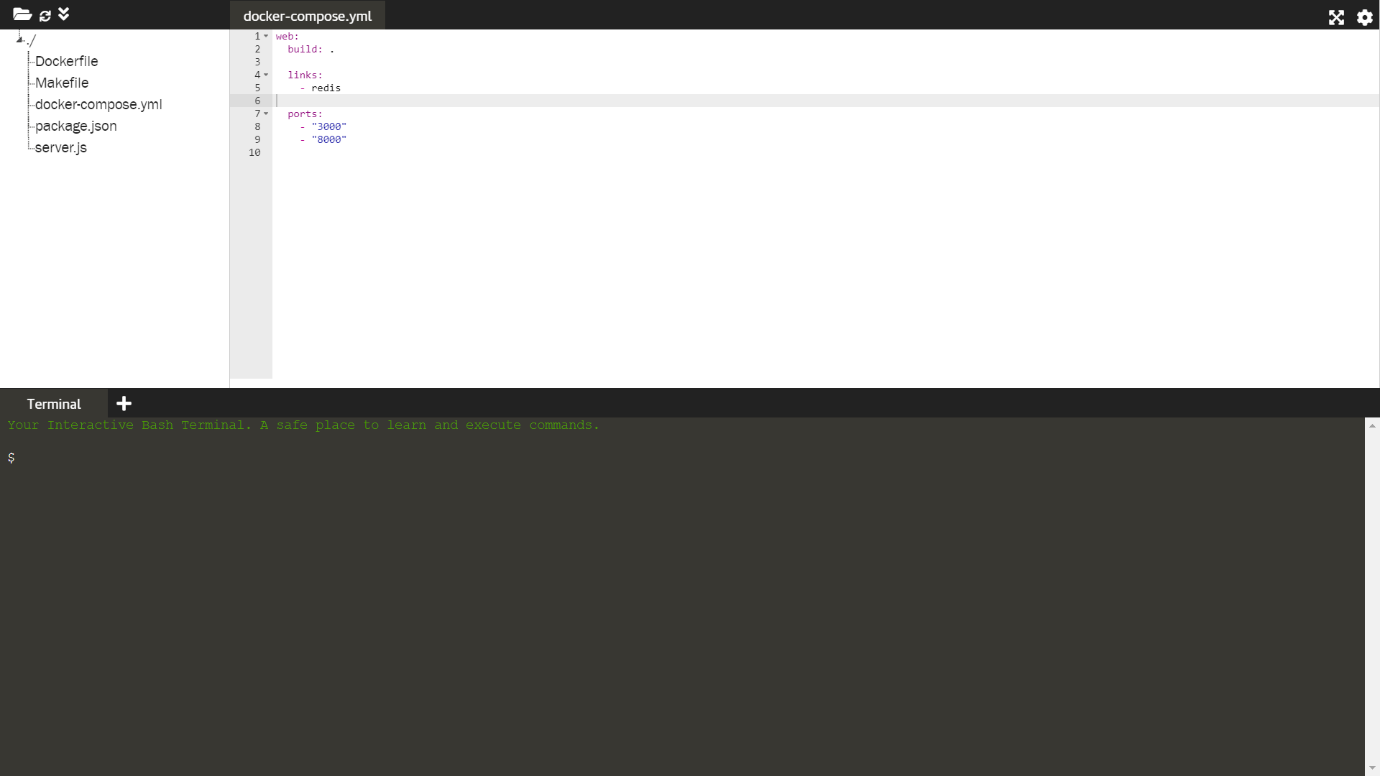 docker-compose.yml
./
Dockerfile
Makefile
docker-compose.yml
package.json
server.js
1 web:
2   build: .
3
4   links:
5     - redis
6
7   ports:
8     - "3000"
9     - "8000"
10
Terminal
Your Interactive Bash Terminal. A safe place to learn and execute commands.
$